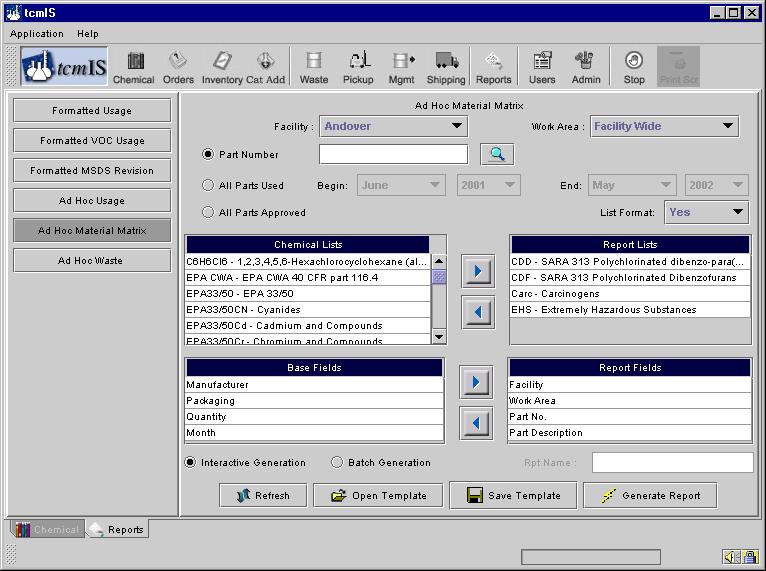 tcmIS
Application Help
tcmIS Chemical Orders Inventory Cat Add Waste Pickup Mgmt Shipping Reports Users Admin Stop Print Scr
Formatted Usage
Formatted VOC Usage
Formatted MSDS Revision
Ad Hoc Usage
Ad Hoc Material Matrix
Ad Hoc Waste
Ad Hoc Material Matrix
Facility : Andover Work Area : Facility Wide
Part Number
All Parts Used Begin: June 2001 End: May 2002
All Parts Approved List Format: Yes
Chemical Lists
C6H6Cl6 - 1,2,3,4,5,6-Hexachlorocyclohexane (al...
EPA CWA - EPA CWA 40 CFR part 116.4
EPA33/50 - EPA 33/50
EPA33/50CN - Cyanides
EPA33/50Cd - Cadmium and Compounds
EPA33/50Cr - Chromium and Compounds
Report Lists
CDD - SARA 313 Polychlorinated dibenzo-para(...
CDF - SARA 313 Polychlorinated Dibenzofurans
Carc - Carcinogens
EHS - Extremely Hazardous Substances
Base Fields
Manufacturer
Packaging
Quantity
Month
Report Fields
Facility
Work Area
Part No.
Part Description
Interactive Generation Batch Generation Rpt Name :
Refresh Open Template Save Template Generate Report
Chemical Reports